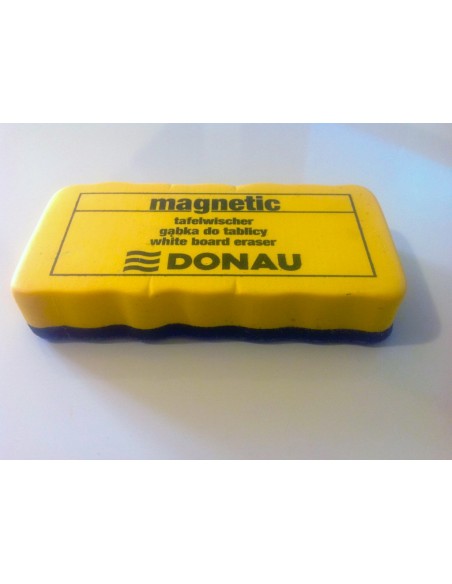 magnetic
tafelwischer
gąbka do tablicy
white board eraser
DONAU